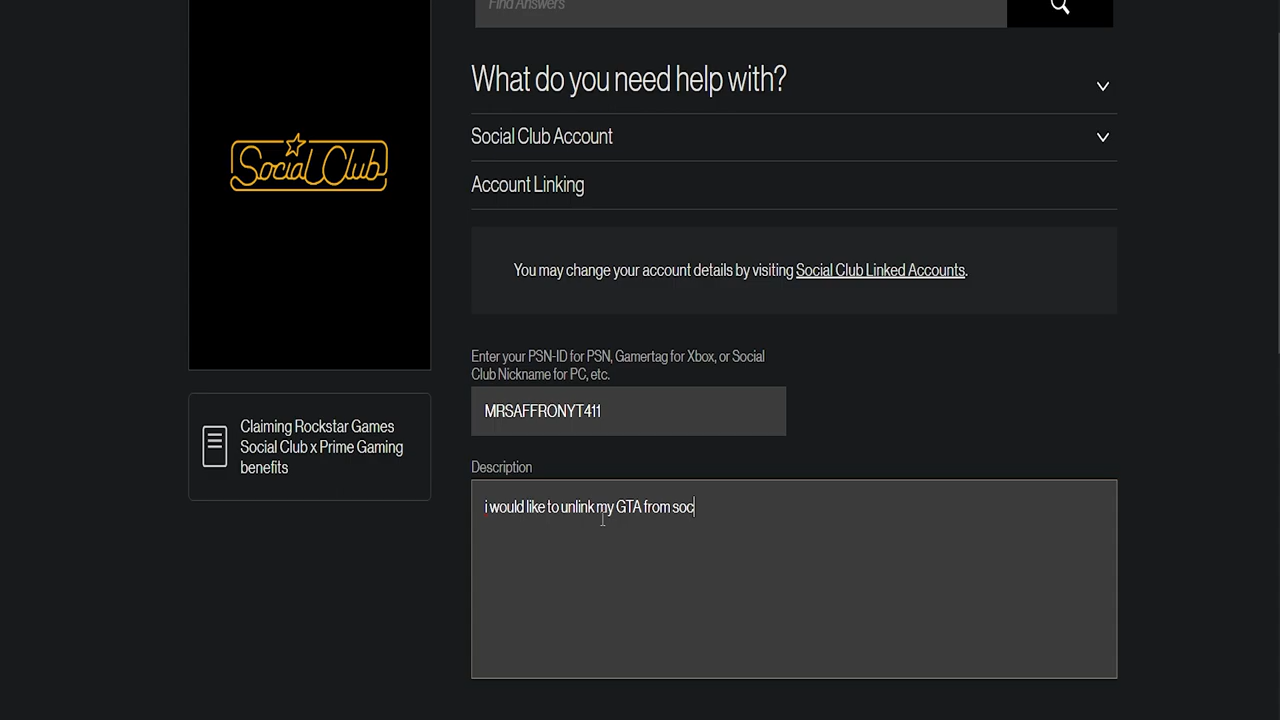 Find Answers
What do you need help with?
Social Club
Social Club Account
Account Linking
You may change your account details by visiting Social Club Linked Accounts.
Enter your PSN-ID for PSN, Gamertag for Xbox, or Social
Club Nickname for PC, etc.
MRSAFFRONYT411
Claiming Rockstar Games
Social Club x Prime Gaming
benefits
Description
i would like to unlink my GTA from soc